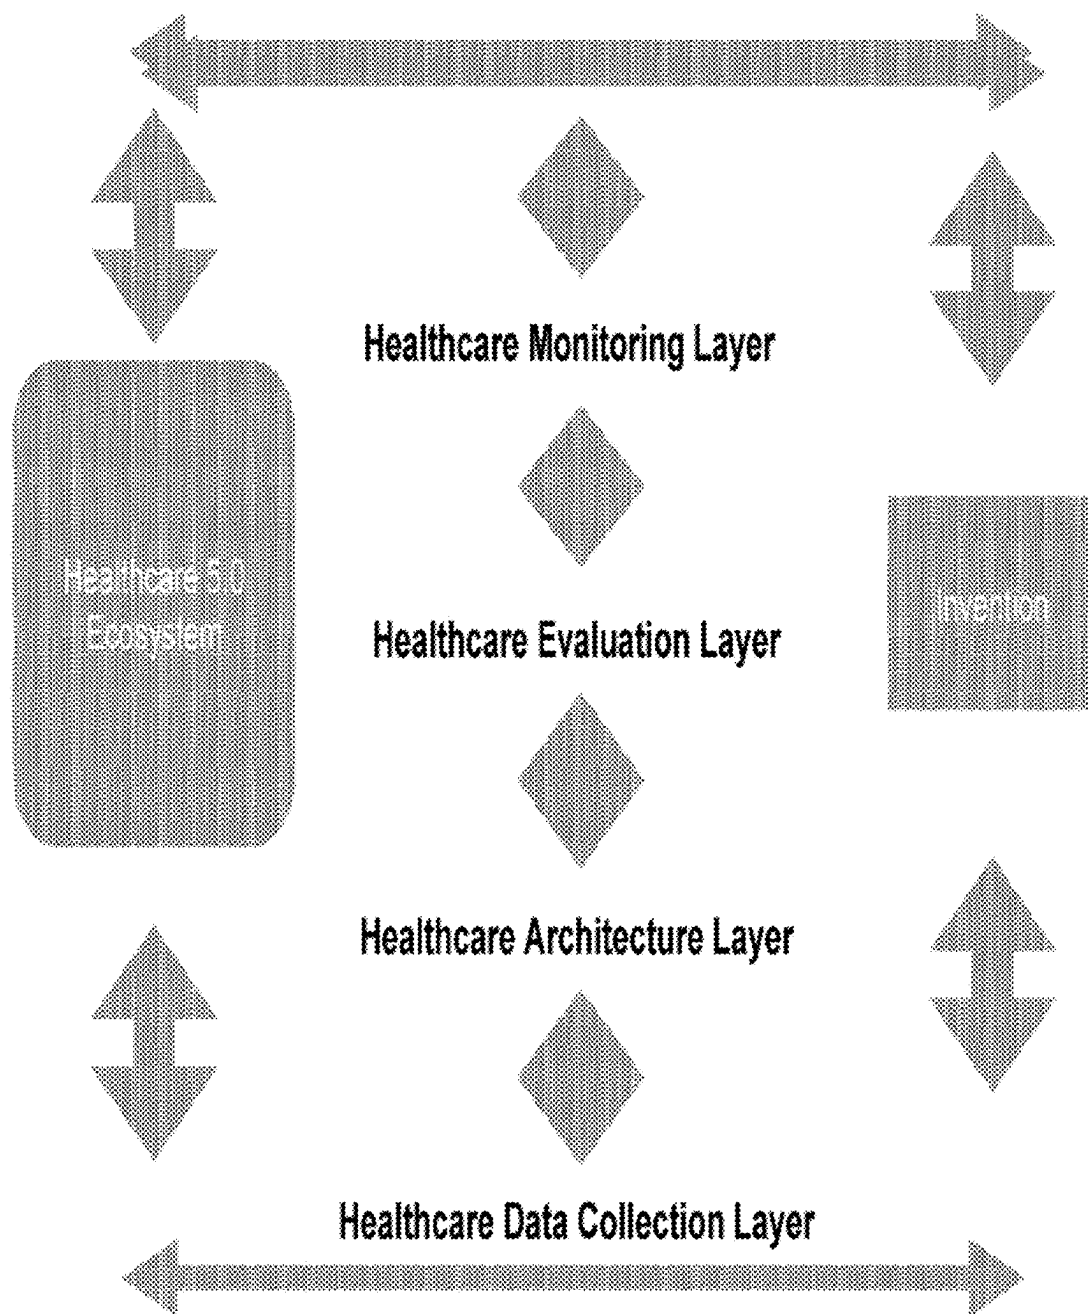 Healthcare Monitoring Layer
Healthcare 5.0
Ecosystem
Invention
Healthcare Evaluation Layer
Healthcare Architecture Layer
Healthcare Data Collection Layer